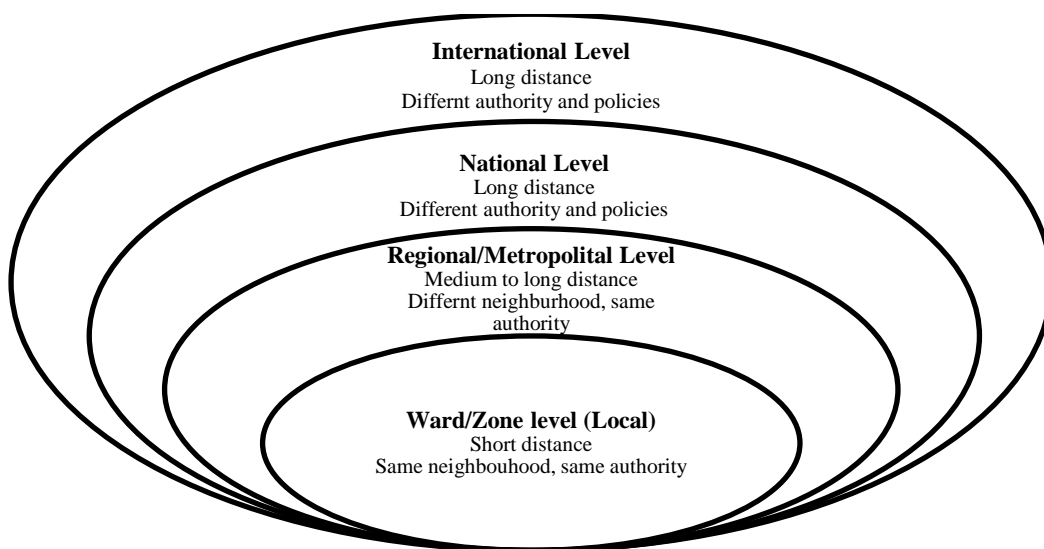 International Level
Long distance
Differnt authority and policies
National Level
Long distance
Different authority and policies
Regional/Metropolital Level
Medium to long distance
Differnt neighburhood, same
authority
Ward/Zone level (Local)
Short distance
Same neighbouhood, same authority